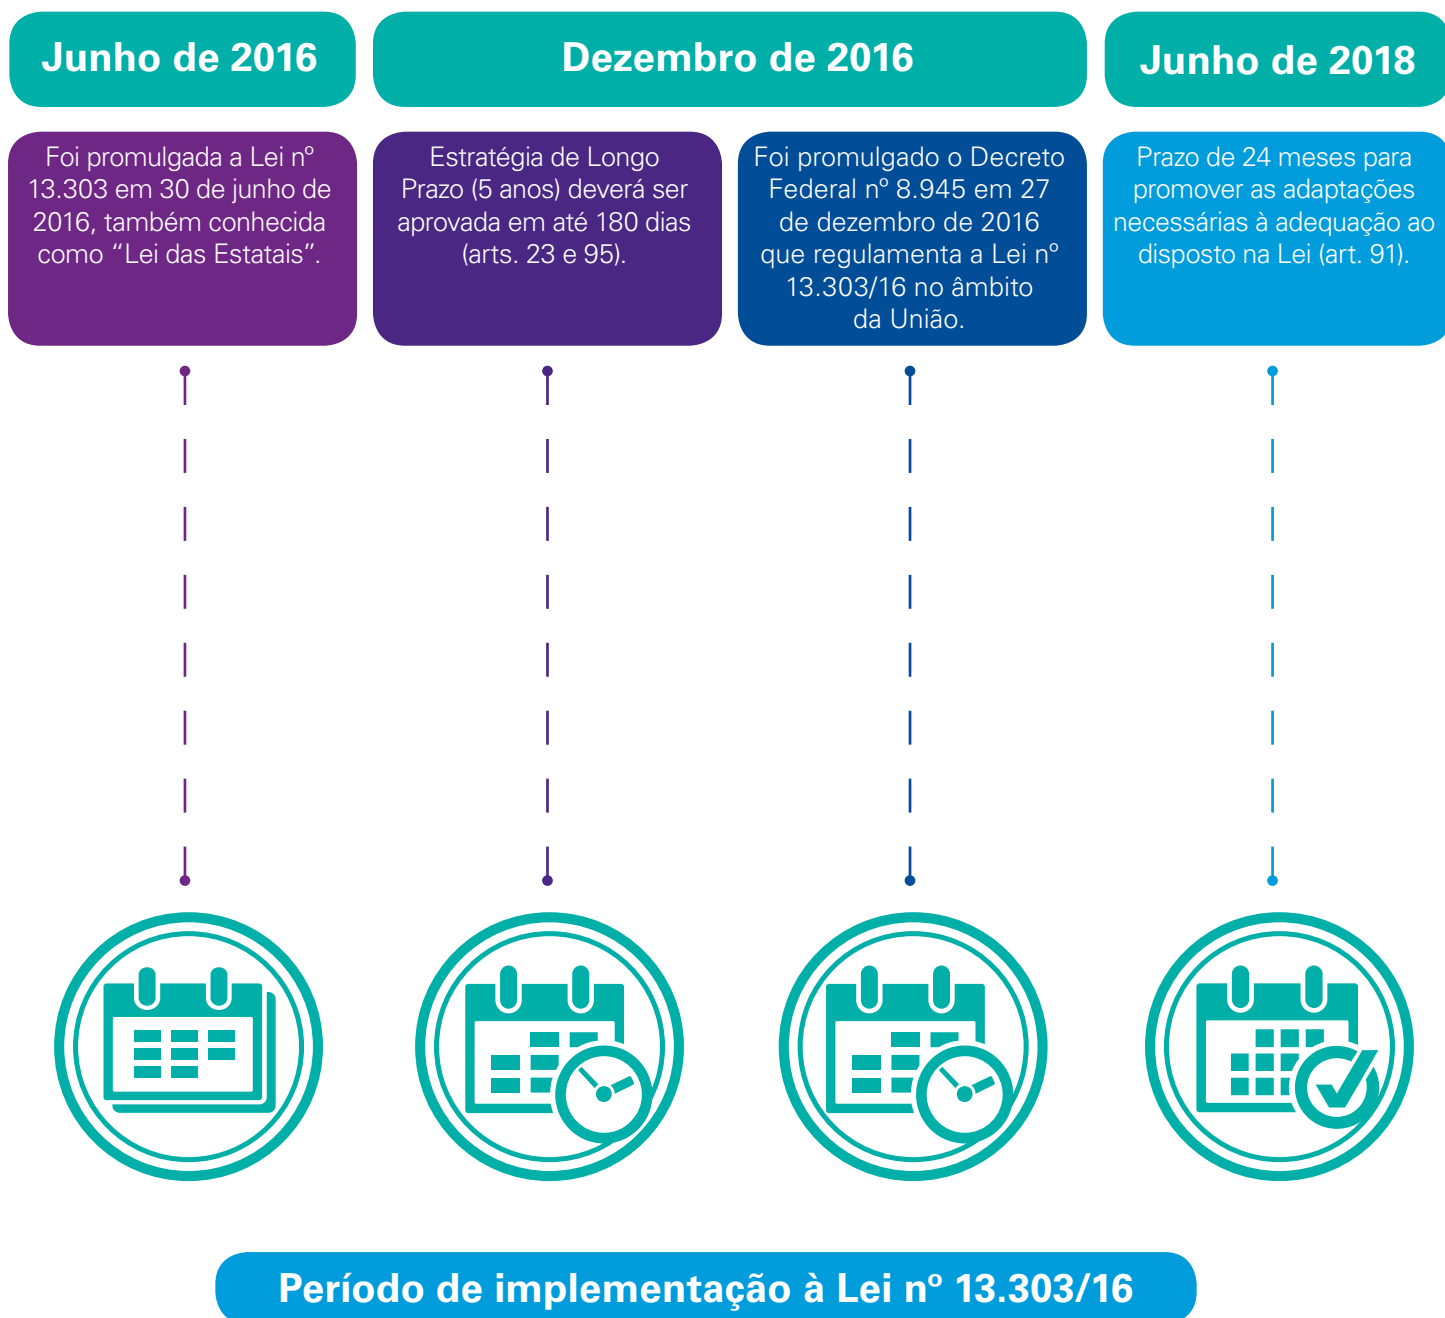 Junho de 2016
Dezembro de 2016
Junho de 2018
Foi promulgada a Lei nº
13.303 em 30 de junho de
2016, também conhecida
como “Lei das Estatais”.
Estratégia de Longo
Prazo (5 anos) deverá ser
aprovada em até 180 dias
(arts. 23 e 95).
Foi promulgado o Decreto
Federal nº 8.945 em 27
de dezembro de 2016
que regulamenta a Lei nº
13.303/16 no âmbito
da União.
Prazo de 24 meses para
promover as adaptações
necessárias à adequação ao
disposto na Lei (art. 91).
Período de implementação à Lei nº 13.303/16